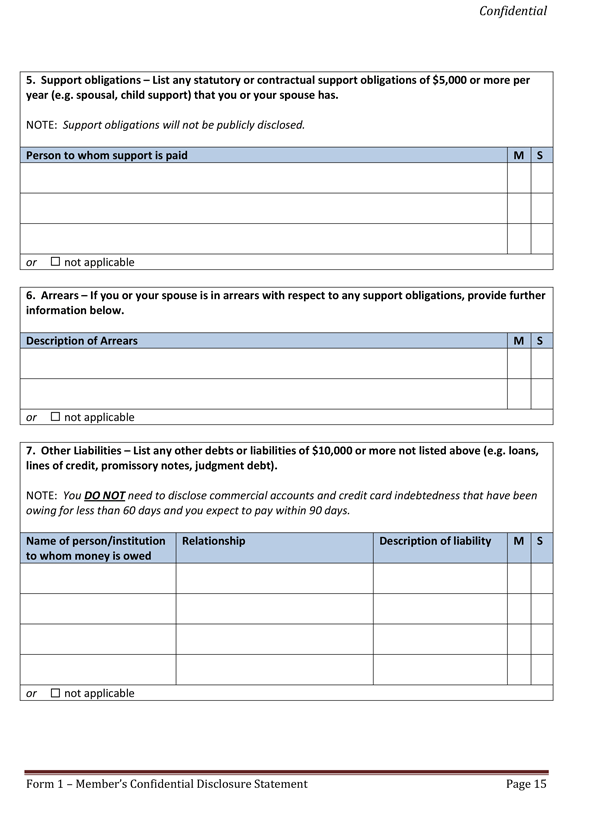 Confidential
5. Support obligations – List any statutory or contractual support obligations of $5,000 or more per
year (e.g. spousal, child support) that you or your spouse has.
NOTE: Support obligations will not be publicly disclosed.
Person to whom support is paid M S
or ☐ not applicable
6. Arrears – If you or your spouse is in arrears with respect to any support obligations, provide further
information below.
Description of Arrears M S
or ☐ not applicable
7. Other Liabilities – List any other debts or liabilities of $10,000 or more not listed above (e.g. loans,
lines of credit, promissory notes, judgment debt).
NOTE: You DO NOT need to disclose commercial accounts and credit card indebtedness that have been
owing for less than 60 days and you expect to pay within 90 days.
Name of person/institution Relationship Description of liability M S
to whom money is owed
or ☐ not applicable
Form 1 – Member's Confidential Disclosure Statement Page 15